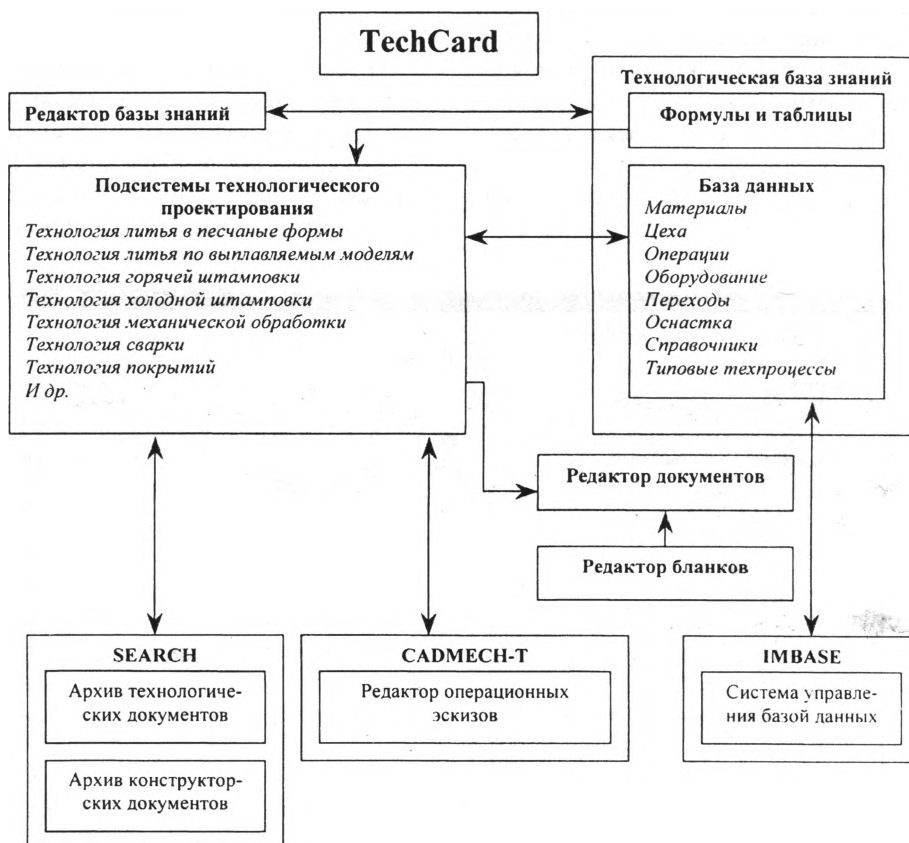 TechCard
Технологическая база знаний
Редактор базы знаний
Формулы и таблицы
Подсистемы технологического
проектирования
Технология литья в песчаные формы
Технология литья по выплавляемым моделям
Технология горячей штамповки
Технология холодной штамповки
Технология механической обработки
Технология сварки
Технология покрытий
И др.
База данных
Материалы
Цеха
Операции
Оборудование
Переходы
Оснастка
Справочники
Типовые техпроцессы
Редактор документов
Редактор бланков
SEARCH
Архив технологиче-
ских документов
Архив конструктор-
ских документов
CADMECH-T
Редактор операционных
эскизов
IMBASE
Система управле-
ния базой данных